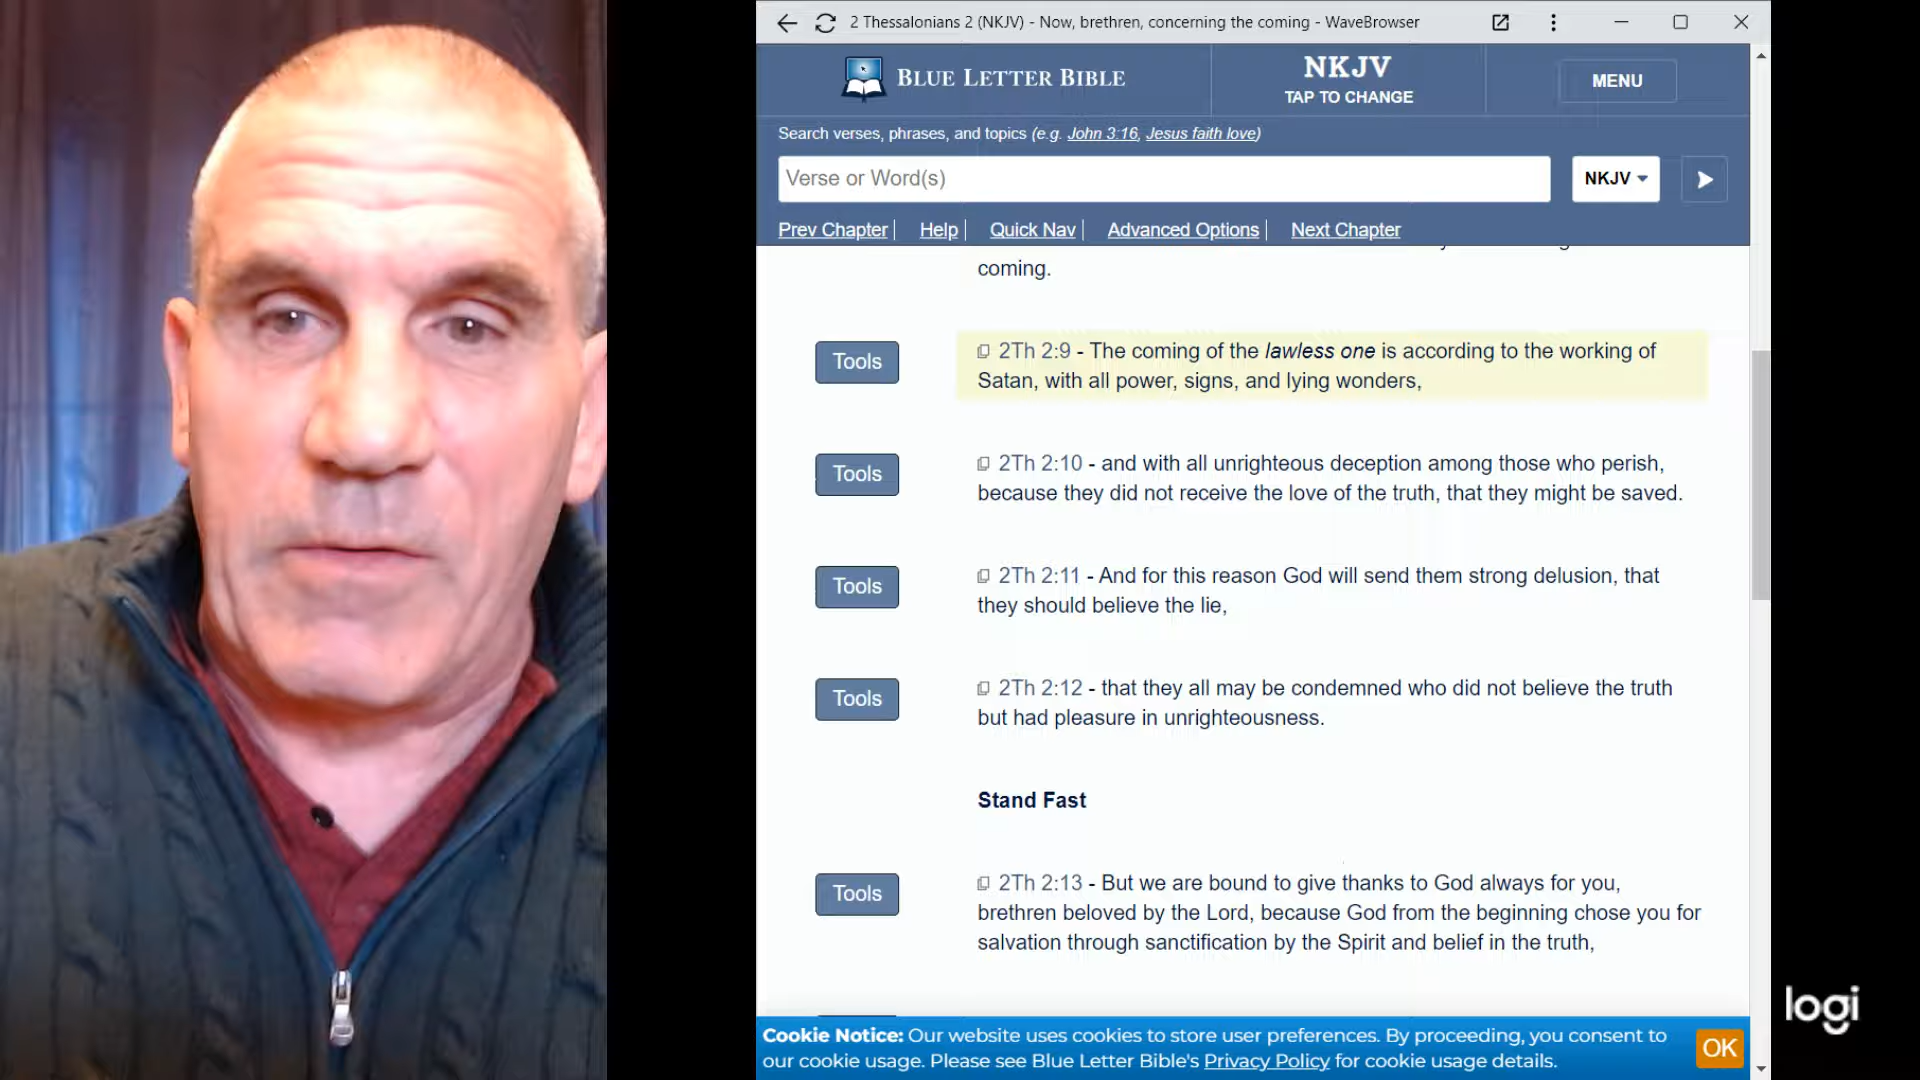 2 Thessalonians 2 (NKJV) - Now, brethren, concerning the coming - WaveBrowser
BLUE LETTER BIBLE
NKJV
TAP TO CHANGE
MENU
Search verses, phrases, and topics (e.g. John 3:16, Jesus faith love)
Verse or Word(s)
NKJV
Prev Chapter | Help | Quick Nav | Advanced Options | Next Chapter
coming.
Tools
2Th 2:9 - The coming of the lawless one is according to the working of
Satan, with all power, signs, and lying wonders,
Tools
2Th 2:10 - and with all unrighteous deception among those who perish,
because they did not receive the love of the truth, that they might be saved.
Tools
2Th 2:11 - And for this reason God will send them strong delusion, that
they should believe the lie,
Tools
2Th 2:12 - that they all may be condemned who did not believe the truth
but had pleasure in unrighteousness.
Stand Fast
Tools
2Th 2:13 - But we are bound to give thanks to God always for you,
brethren beloved by the Lord, because God from the beginning chose you for
salvation through sanctification by the Spirit and belief in the truth,
Cookie Notice: Our website uses cookies to store user preferences. By proceeding, you consent to
our cookie usage. Please see Blue Letter Bible's Privacy Policy for cookie usage details.
OK
logi